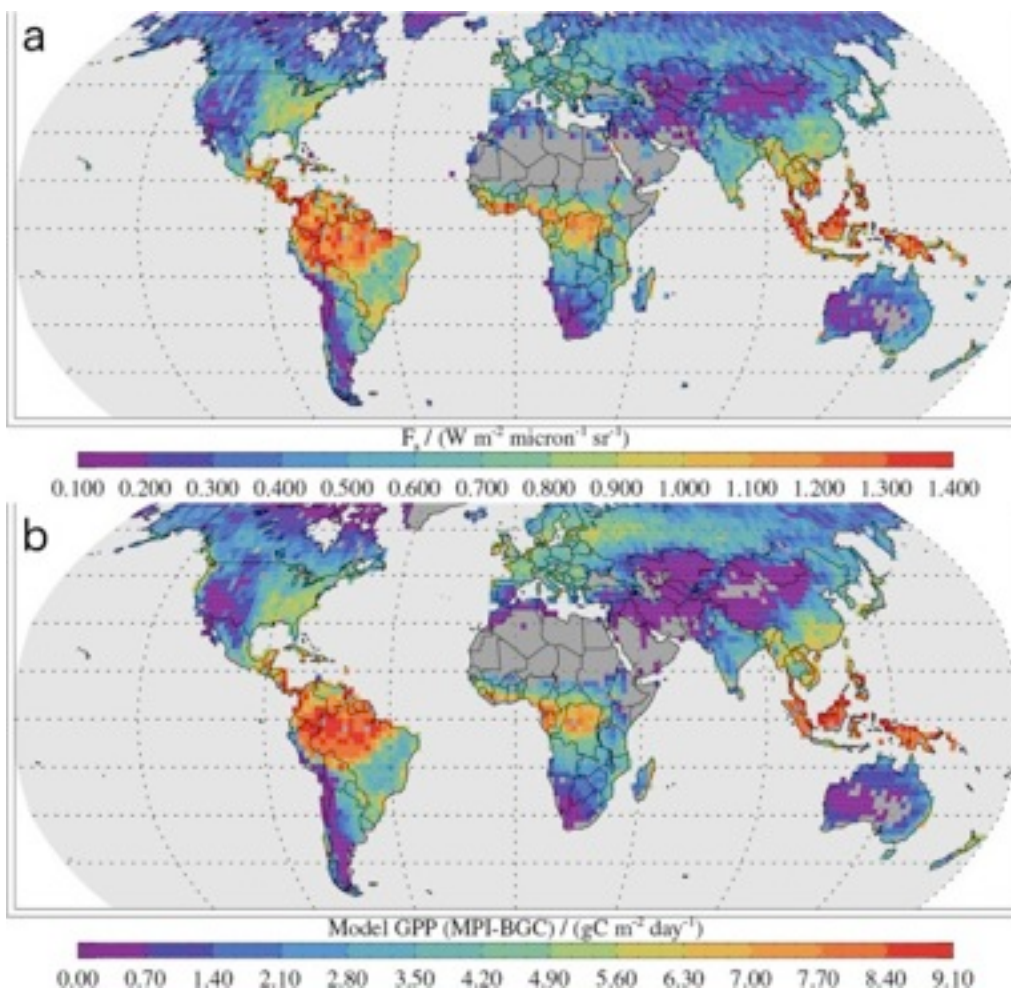 a
Fₛ / (W m⁻² micron⁻¹ sr⁻¹)
0.100 0.200 0.300 0.400 0.500 0.600 0.700 0.800 0.900 1.000 1.100 1.200 1.300 1.400
b
Model GPP (MPI-BGC) / (gC m⁻² day⁻¹)
0.00 0.70 1.40 2.10 2.80 3.50 4.20 4.90 5.60 6.30 7.00 7.70 8.40 9.10